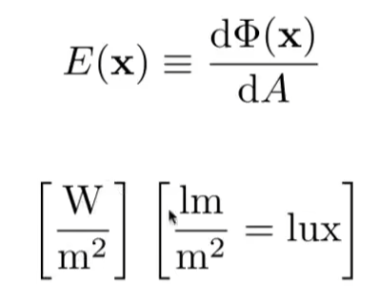 E(x) ≡ dΦ(x)/dA
[W/m²] [lm/m² = lux]